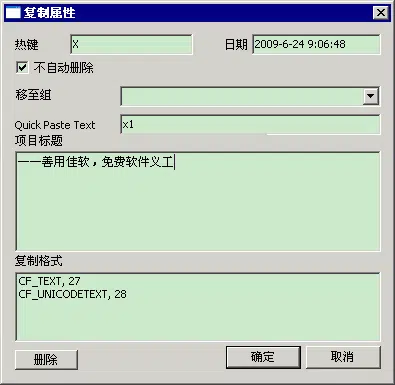 复制属性
热键 X 日期 2009-6-24 9:06:48
不自动删除
移至组
Quick Paste Text x1
项目标题
——善用佳软，免费软件义工
复制格式
CF_TEXT, 27
CF_UNICODETEXT, 28
删除 确定 取消